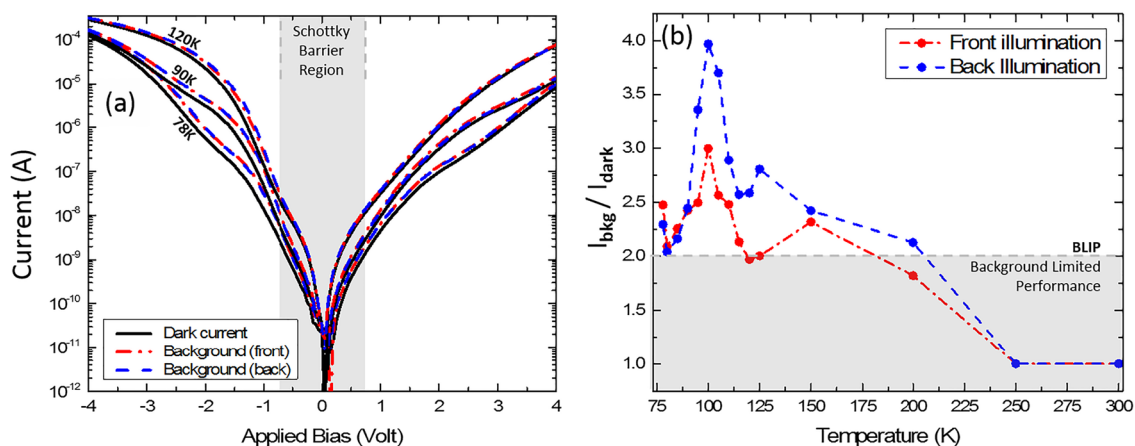 (a)
Current (A)
10⁻⁴
10⁻⁵
10⁻⁶
10⁻⁷
10⁻⁸
10⁻⁹
10⁻¹⁰
10⁻¹¹
10⁻¹²
120K
90K
78K
Schottky
Barrier
Region
Dark current
Background (front)
Background (back)
-4 -3 -2 -1 0 1 2 3 4
Applied Bias (Volt)
(b)
I_bkg / I_dark
4.0
3.5
3.0
2.5
2.0
1.5
1.0
Front illumination
Back Illumination
BLIP
Background Limited
Performance
75 100 125 150 175 200 225 250 275 300
Temperature (K)